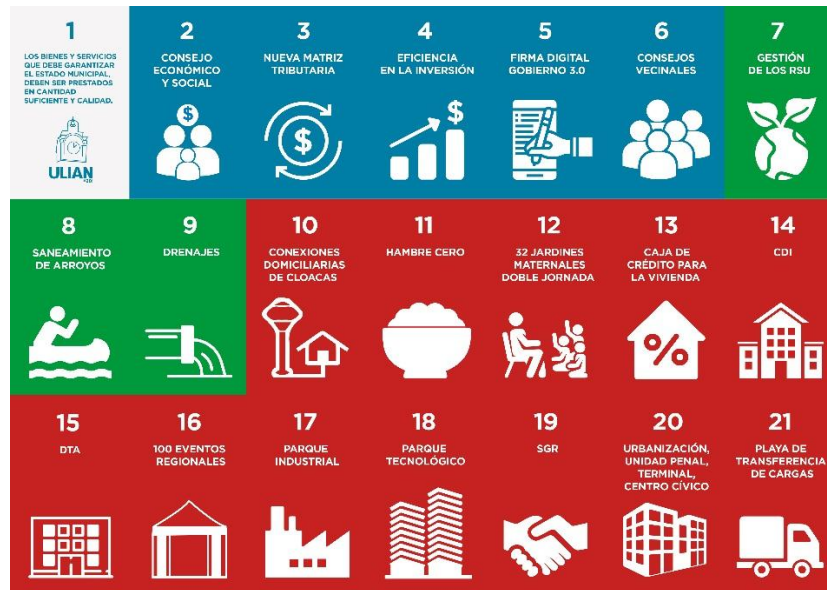 1
LOS BIENES Y SERVICIOS
QUE DEBE GARANTIZAR
EL ESTADO MUNICIPAL,
DEBEN SER PRESTADOS
EN CANTIDAD
SUFICIENTE Y CALIDAD.
ULIAN
2
CONSEJO
ECONÓMICO
Y SOCIAL
$
3
NUEVA MATRIZ
TRIBUTARIA
$
4
EFICIENCIA
EN LA INVERSIÓN
$
5
FIRMA DIGITAL
GOBIERNO 3.0
6
CONSEJOS
VECINALES
7
GESTIÓN
DE LOS RSU
8
SANEAMIENTO
DE ARROYOS
9
DRENAJES
10
CONEXIONES
DOMICILIARIAS
DE CLOACAS
11
HAMBRE CERO
12
32 JARDINES
MATERNALES
DOBLE JORNADA
13
CAJA DE
CRÉDITO PARA
LA VIVIENDA
%
14
CDI
15
DTA
16
100 EVENTOS
REGIONALES
17
PARQUE
INDUSTRIAL
18
PARQUE
TECNOLÓGICO
19
SGR
20
URBANIZACIÓN,
UNIDAD PENAL,
TERMINAL,
CENTRO CÍVICO
21
PLAYA DE
TRANSFERENCIA
DE CARGAS